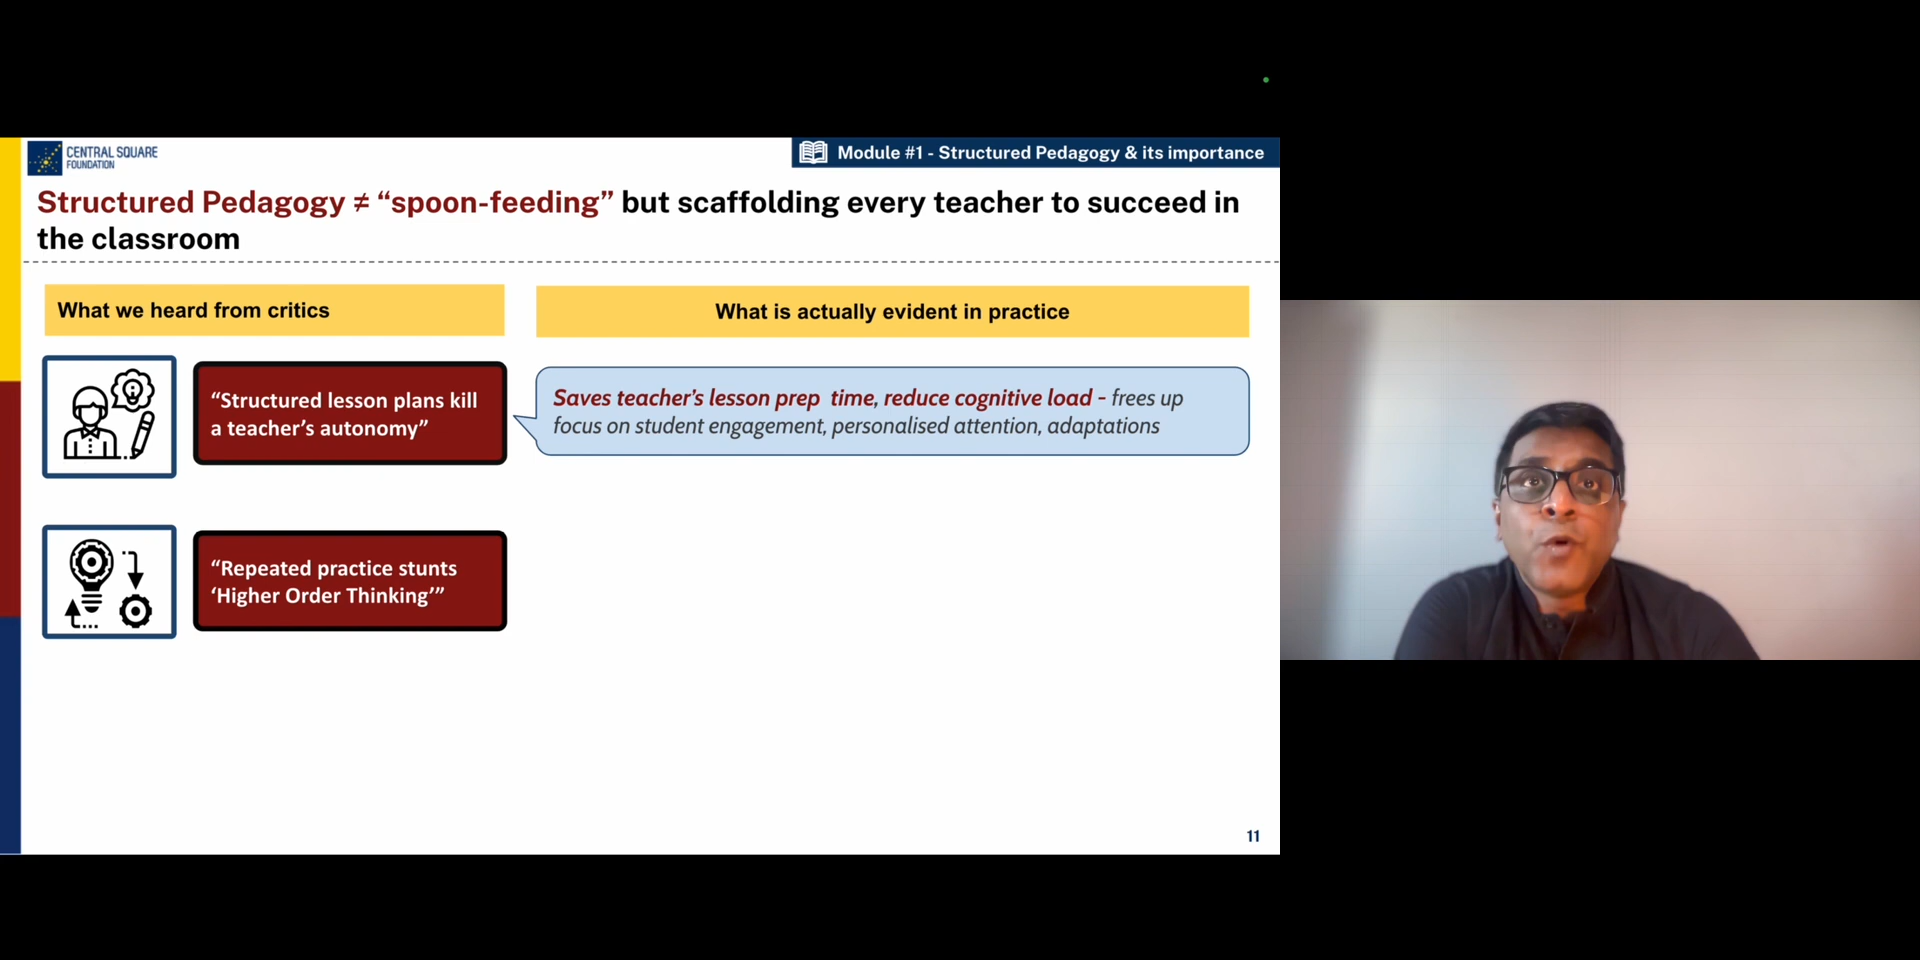 CENTRAL SQUARE
FOUNDATION
Module #1 - Structured Pedagogy & its importance
Structured Pedagogy ≠ “spoon-feeding” but scaffolding every teacher to succeed in
the classroom
What we heard from critics
What is actually evident in practice
“Structured lesson plans kill
a teacher’s autonomy”
Saves teacher’s lesson prep time, reduce cognitive load - frees up
focus on student engagement, personalised attention, adaptations
“Repeated practice stunts
‘Higher Order Thinking’”
11